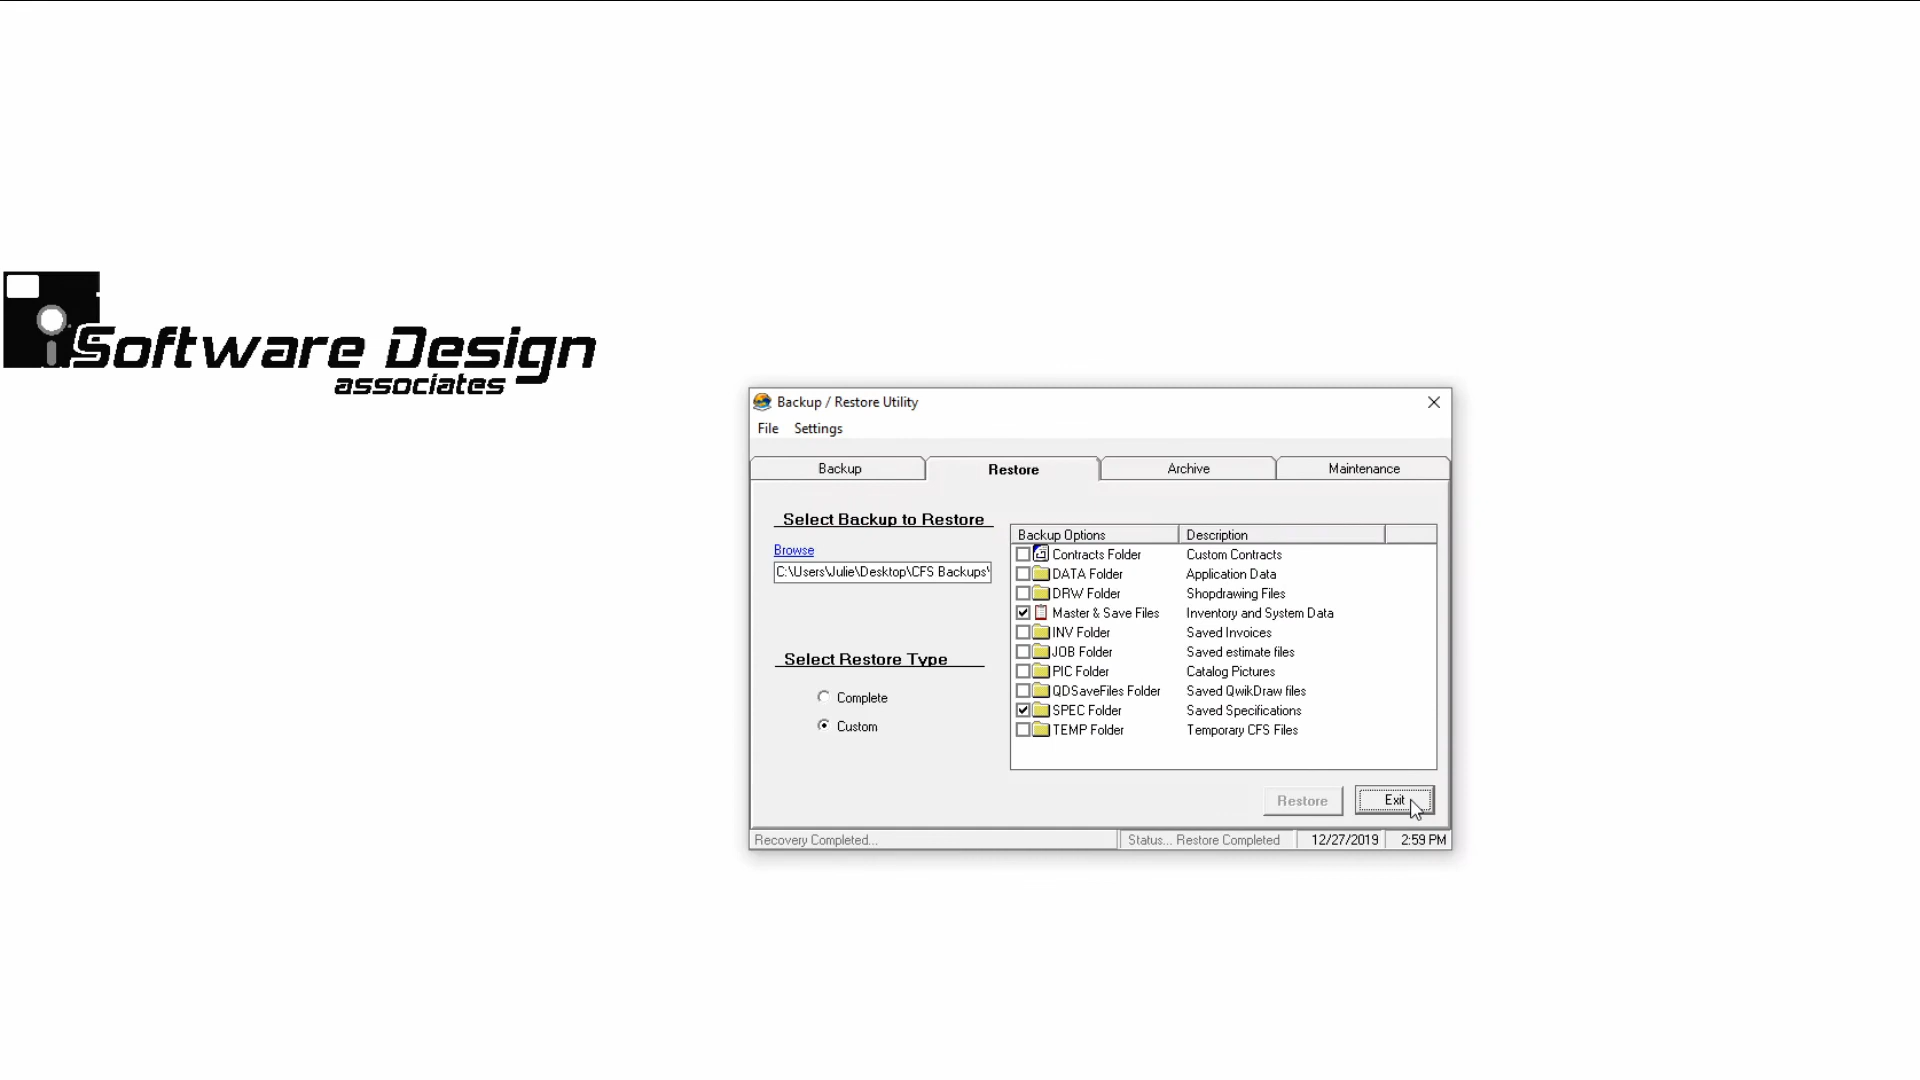 Software Design
associates
Backup / Restore Utility
File Settings
Backup Restore Archive Maintenance
Select Backup to Restore
Browse
C:\Users\Julie\Desktop\CFS Backups\
Select Restore Type
Complete
Custom
Backup Options Description
Contracts Folder Custom Contracts
DATA Folder Application Data
DRW Folder Shopdrawing Files
Master & Save Files Inventory and System Data
INV Folder Saved Invoices
JOB Folder Saved estimate files
PIC Folder Catalog Pictures
QDSaveFiles Folder Saved QwikDraw files
SPEC Folder Saved Specifications
TEMP Folder Temporary CFS Files
Restore Exit
Recovery Completed... Status... Restore Completed 12/27/2019 2:59 PM